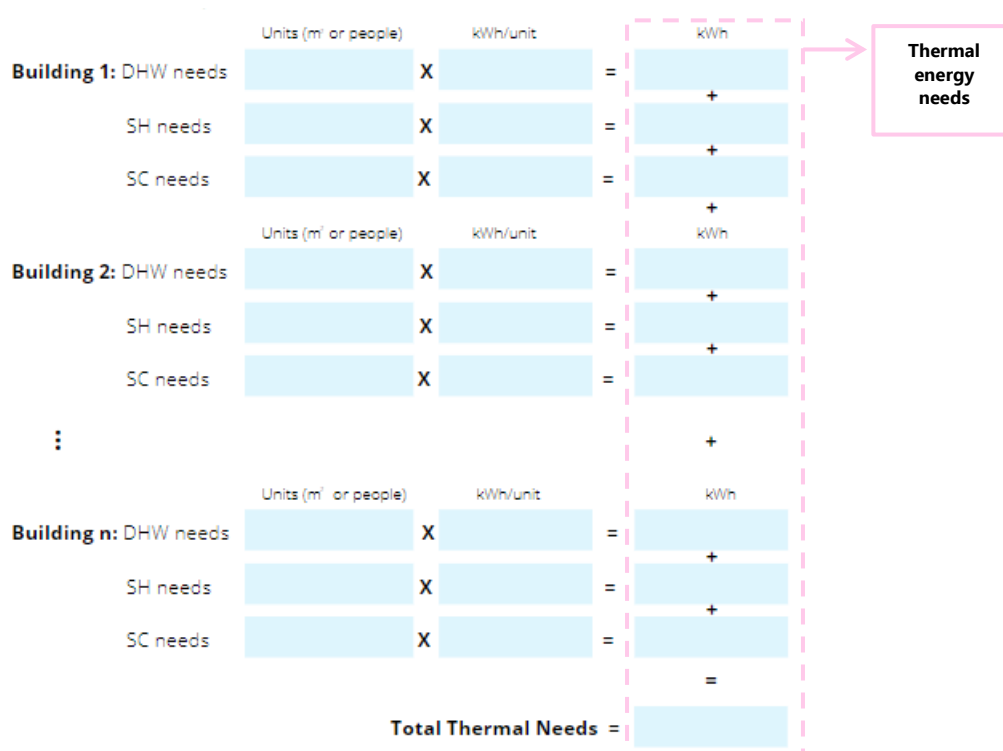 Units (m² or people) kWh/unit kWh
Building 1: DHW needs X =
+
SH needs X =
+
SC needs X =
+
Units (m² or people) kWh/unit kWh
Building 2: DHW needs X =
+
SH needs X =
+
SC needs X =
⋮ +
Units (m² or people) kWh/unit kWh
Building n: DHW needs X =
+
SH needs X =
+
SC needs X =
=
Total Thermal Needs =
Thermal
energy
needs